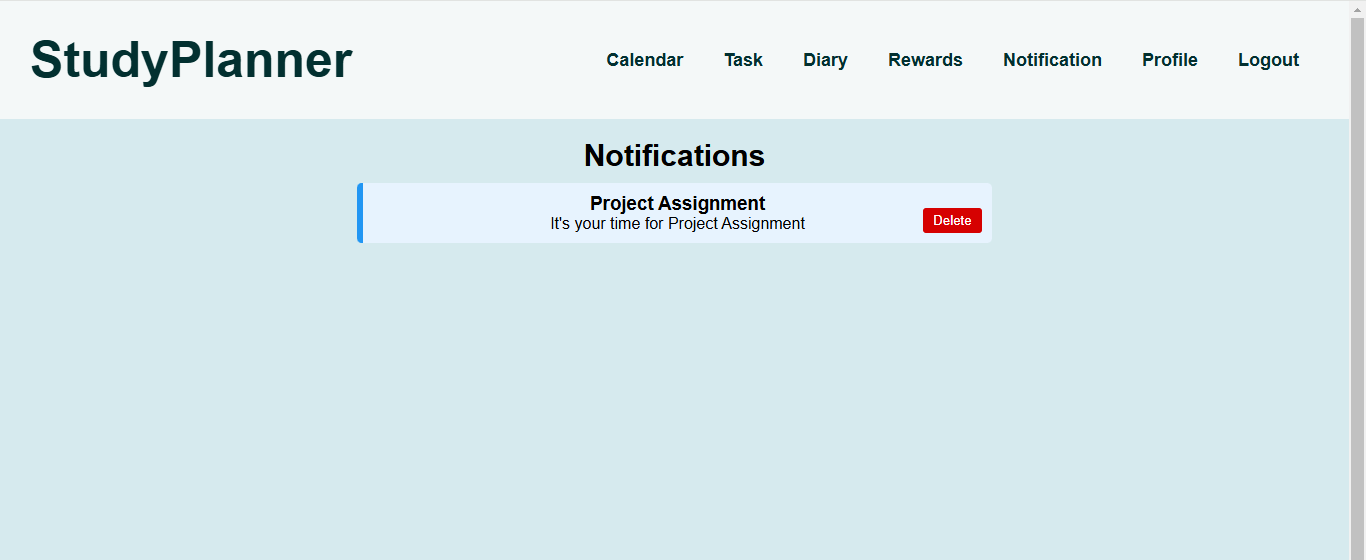 StudyPlanner
Calendar Task Diary Rewards Notification Profile Logout
Notifications
Project Assignment
It's your time for Project Assignment
Delete